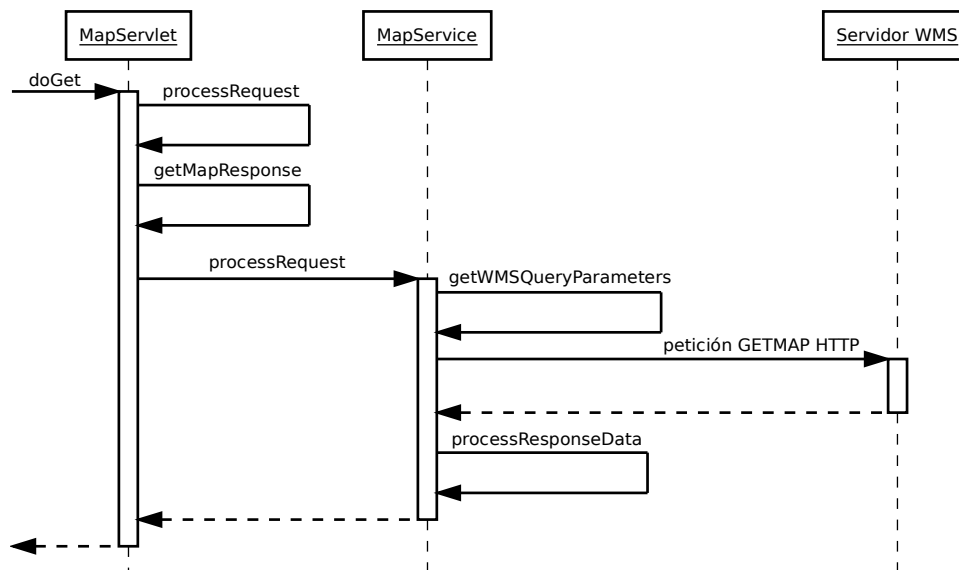 MapServlet
MapService
Servidor WMS
doGet
processRequest
getMapResponse
processRequest
getWMSQueryParameters
petición GETMAP HTTP
processResponseData